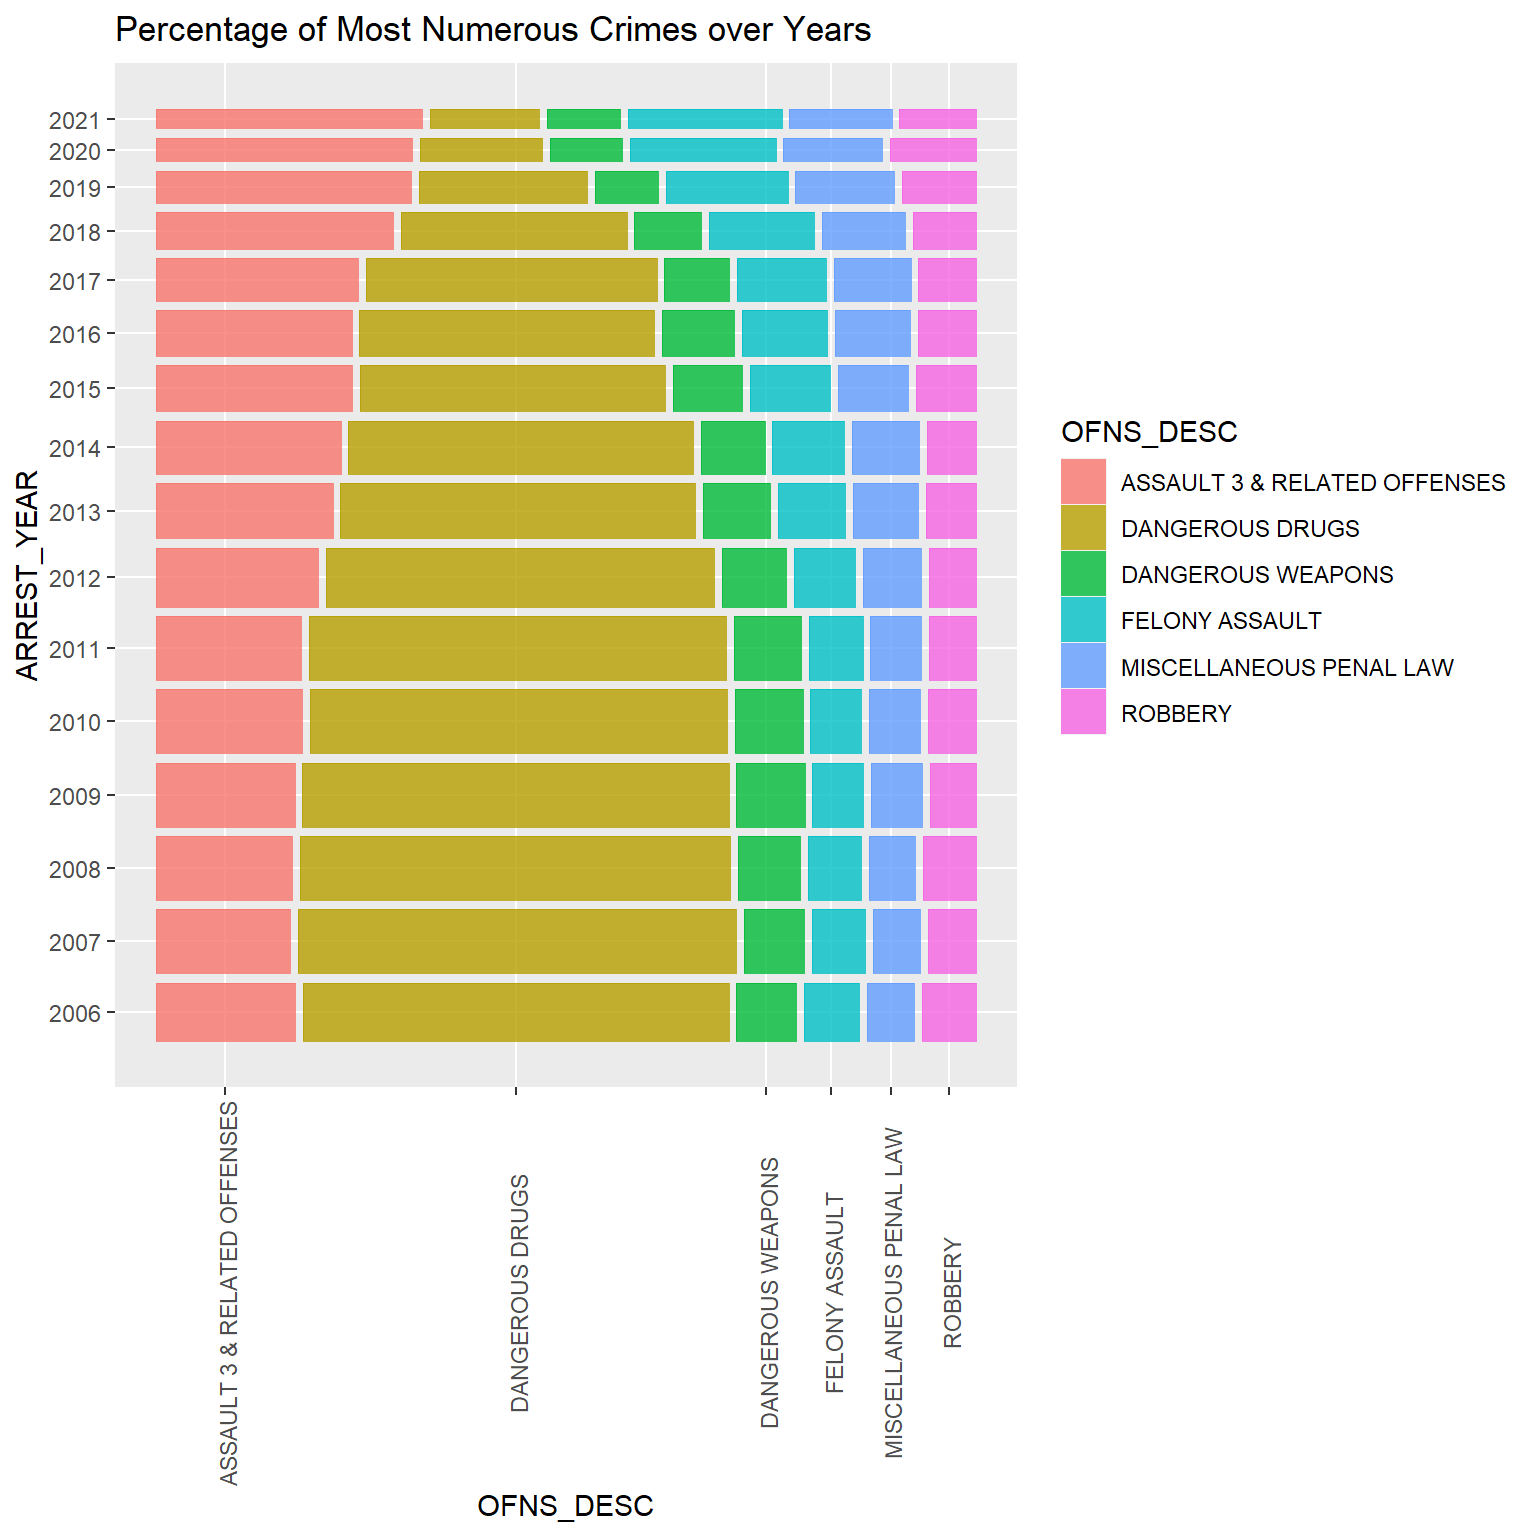 Percentage of Most Numerous Crimes over Years
ARREST_YEAR
2021
2020
2019
2018
2017
2016
2015
2014
2013
2012
2011
2010
2009
2008
2007
2006
ASSAULT 3 & RELATED OFFENSES
DANGEROUS DRUGS
DANGEROUS WEAPONS
FELONY ASSAULT
MISCELLANEOUS PENAL LAW
ROBBERY
OFNS_DESC
OFNS_DESC
ASSAULT 3 & RELATED OFFENSES
DANGEROUS DRUGS
DANGEROUS WEAPONS
FELONY ASSAULT
MISCELLANEOUS PENAL LAW
ROBBERY